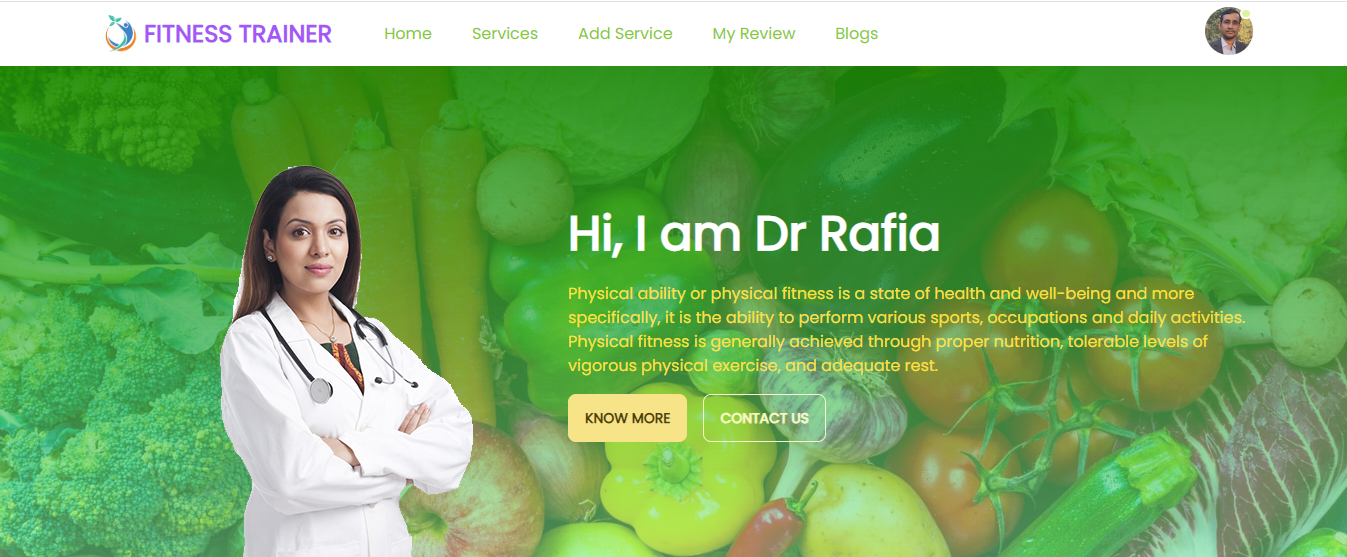 FITNESS TRAINER
Home
Services
Add Service
My Review
Blogs
Hi, I am Dr Rafia
Physical ability or physical fitness is a state of health and well-being and more
specifically, it is the ability to perform various sports, occupations and daily activities.
Physical fitness is generally achieved through proper nutrition, tolerable levels of
vigorous physical exercise, and adequate rest.
KNOW MORE
CONTACT US